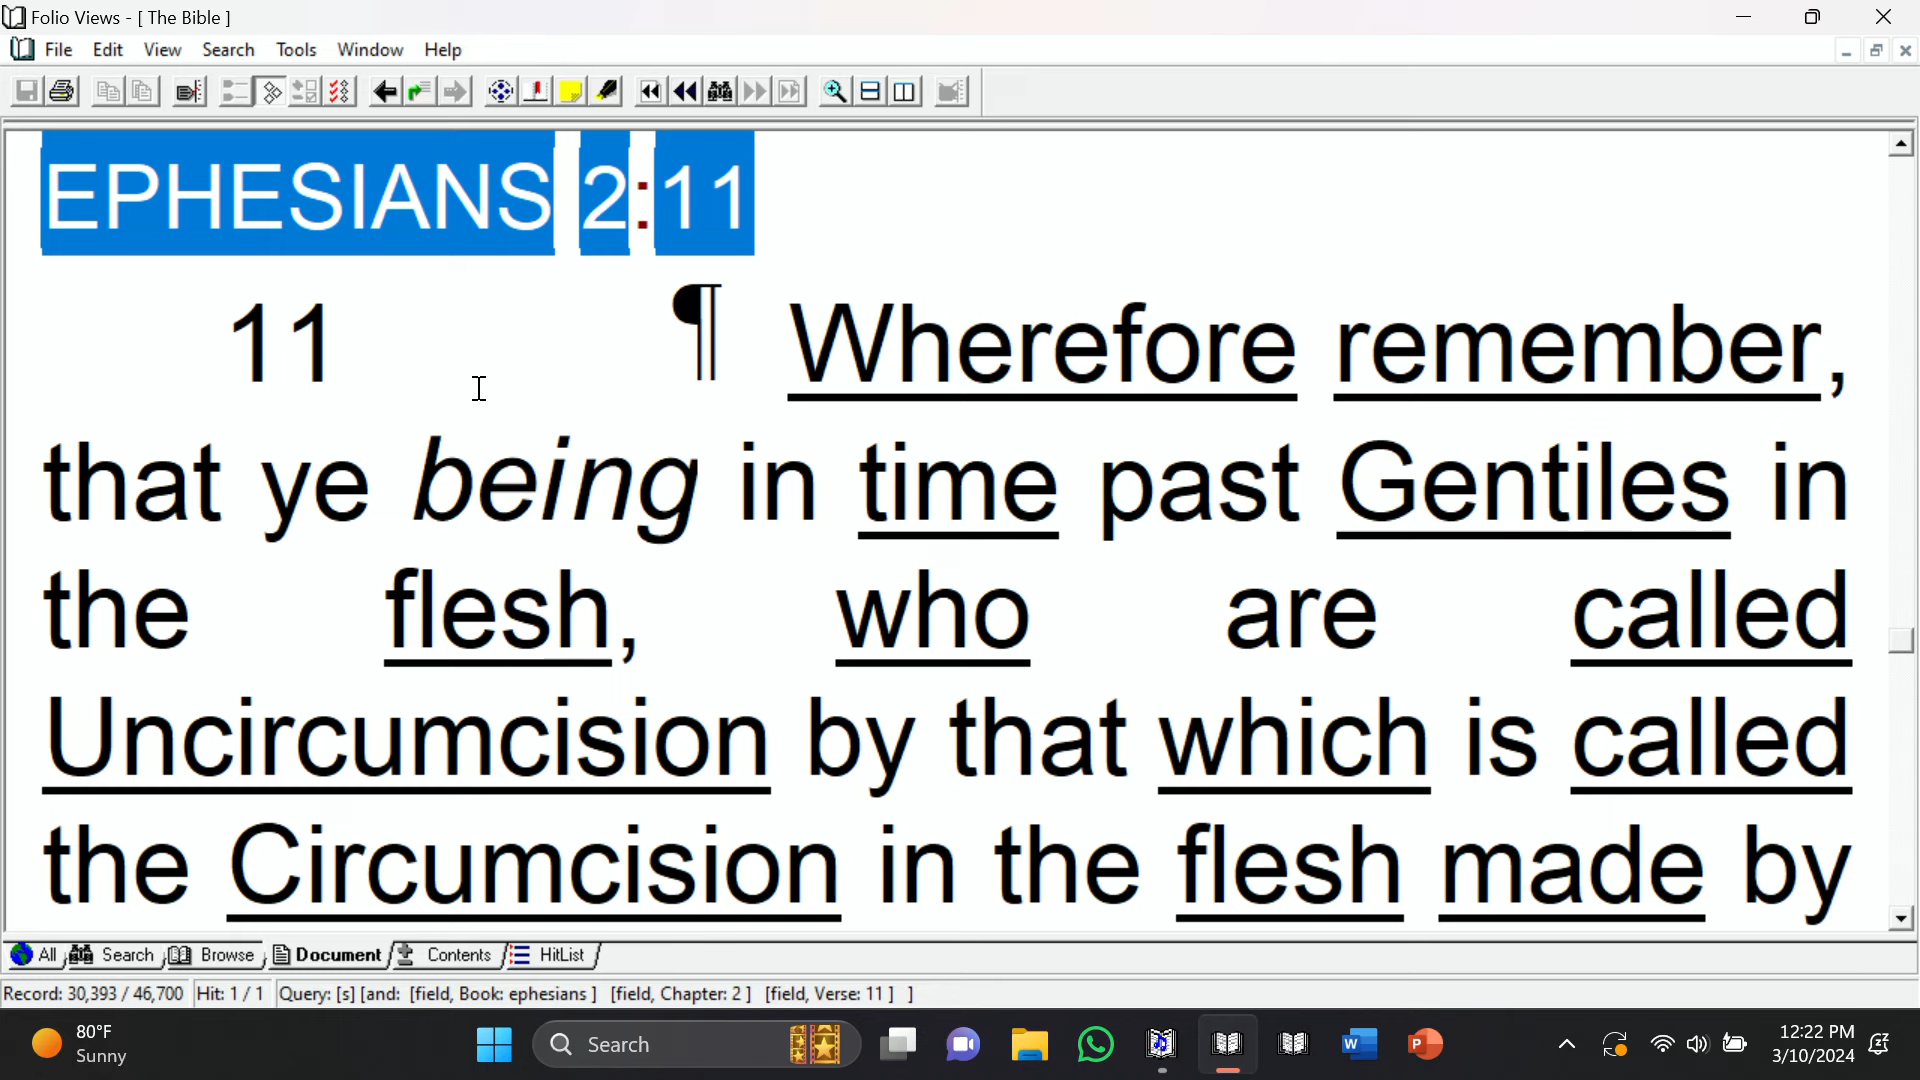 Folio Views - [ The Bible ]
File Edit View Search Tools Window Help
EPHESIANS 2:11
11 ¶ Wherefore remember,
that ye being in time past Gentiles in
the flesh, who are called
Uncircumcision by that which is called
the Circumcision in the flesh made by
All Search Browse Document Contents HitList
Record: 30,393 / 46,700 Hit: 1 / 1 Query: [s] [and: [field, Book: ephesians ] [field, Chapter: 2 ] [field, Verse: 11 ] ]
80°F
Sunny
Search
12:22 PM
3/10/2024